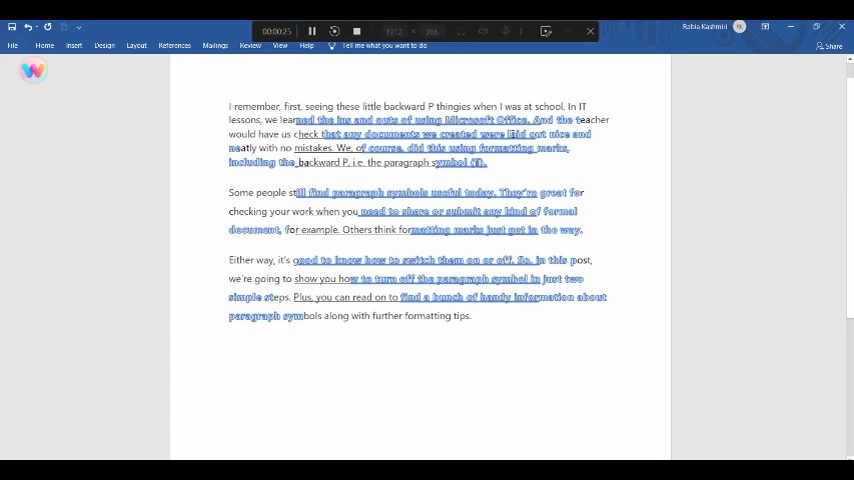 00:00:25
4912 × 986
Rabia Kashmiri
RK
File Home Insert Design Layout References Mailings Review View Help Tell me what you want to do
Share
I remember, first, seeing these little backward P thingies when I was at school. In IT
lessons, we learned the ins and outs of using Microsoft Office. And the teacher
would have us check that any documents we created were laid out nice and
neatly with no mistakes. We, of course, did this using formatting marks,
including the backward P, i.e. the paragraph symbol (¶).
Some people still find paragraph symbols useful today. They're great for
checking your work when you need to share or submit any kind of formal
document, for example. Others think formatting marks just get in the way.
Either way, it's good to know how to switch them on or off. So, in this post,
we're going to show you how to turn off the paragraph symbol in just two
simple steps. Plus, you can read on to find a bunch of handy information about
paragraph symbols along with further formatting tips.